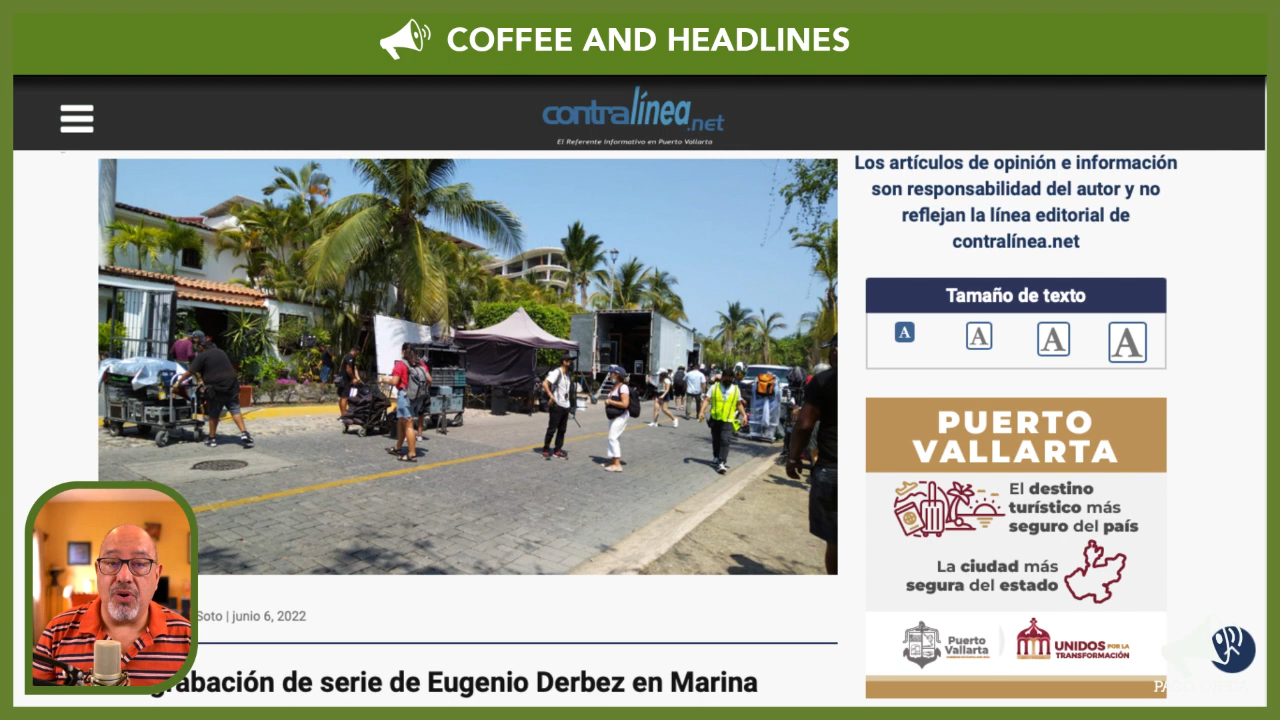 COFFEE AND HEADLINES
contralínea.net
El Referente Informativo en Puerto Vallarta
Los artículos de opinión e información
son responsabilidad del autor y no
reflejan la línea editorial de
contralínea.net
Tamaño de texto
A A A A
PUERTO
VALLARTA
El destino
turístico más
seguro del país
La ciudad más
segura del estado
Puerto
Vallarta
UNIDOS POR LA
TRANSFORMACIÓN
Soto | junio 6, 2022
grabación de serie de Eugenio Derbez en Marina